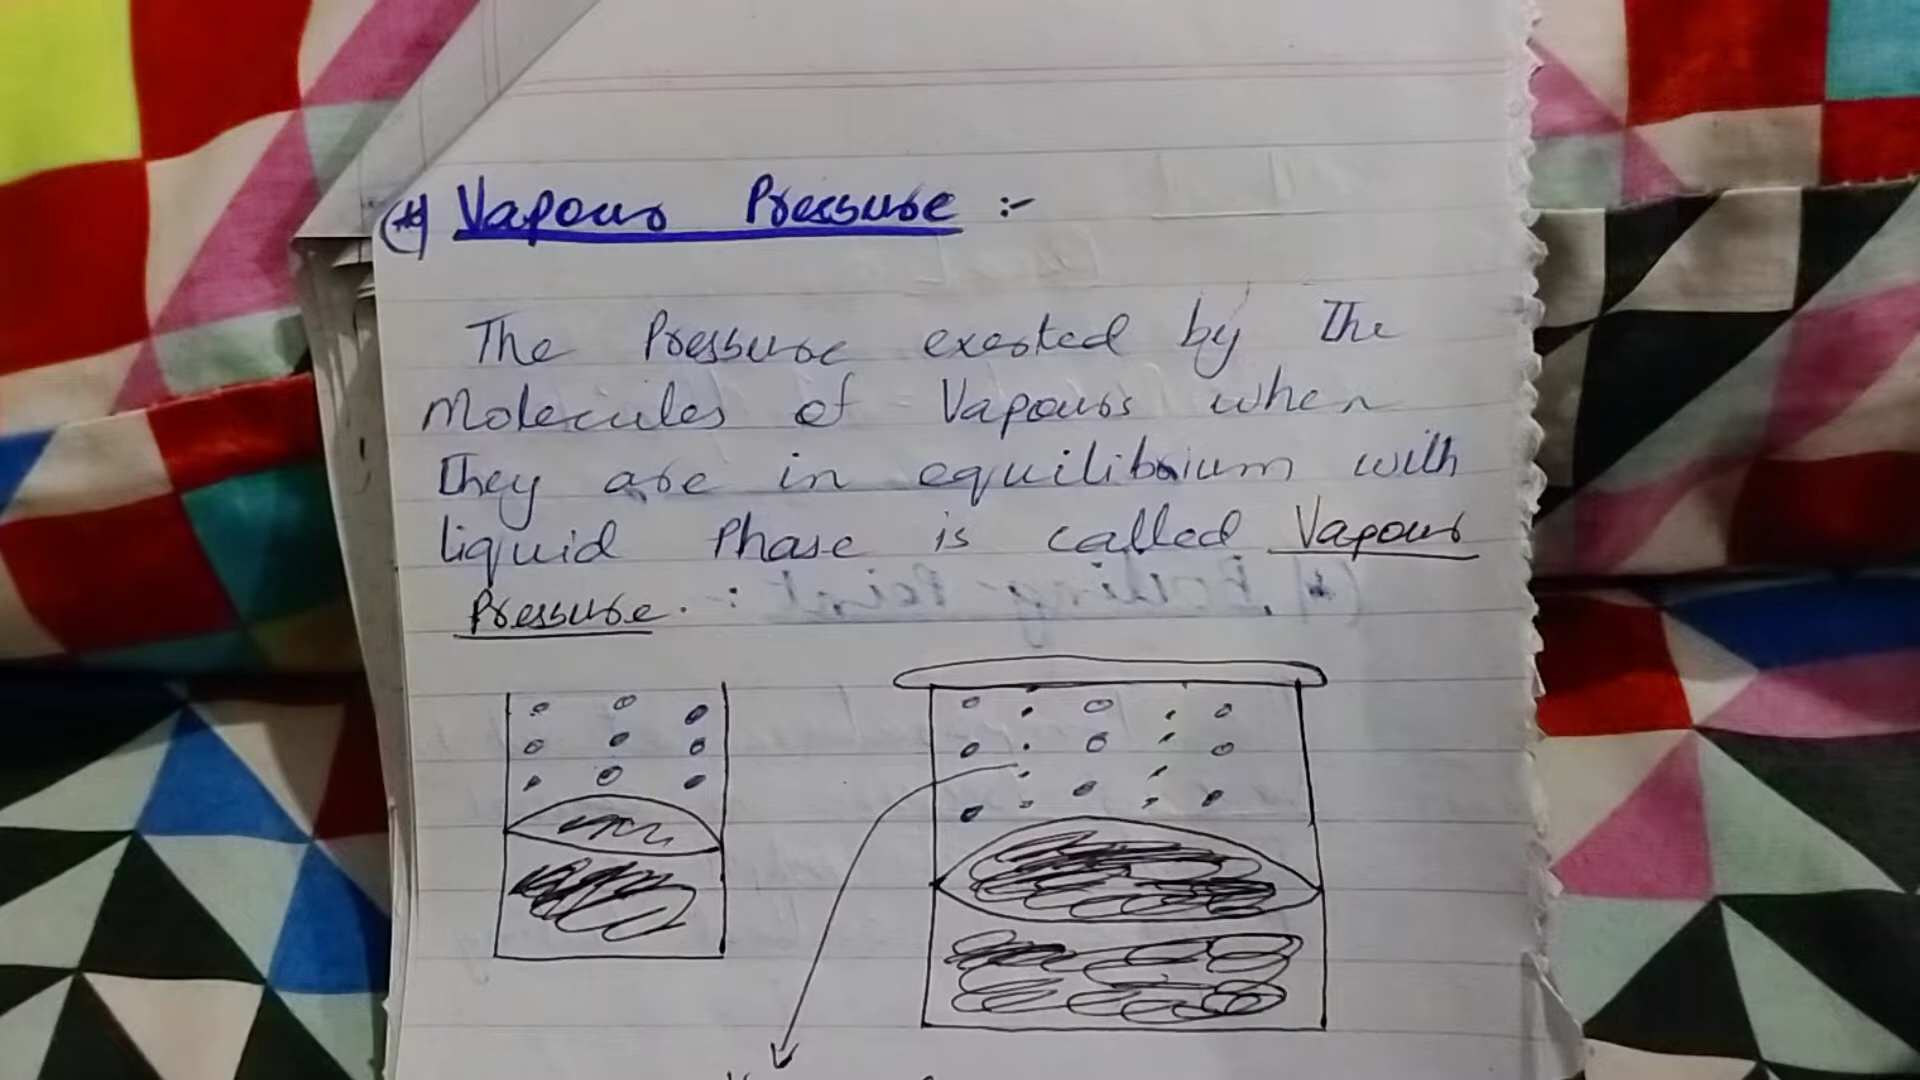 (*) Vapour Pressure :-
The Pressure exerted by the
Molecules of Vapours when
they are in equilibrium with
liquid Phase is called Vapour
Pressure.